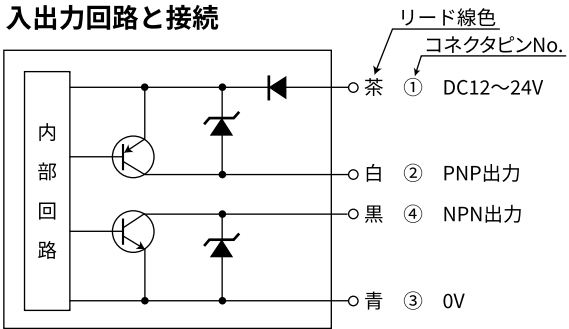 入出力回路と接続
リード線色
コネクタピンNo.
茶 ① DC12～24V
内部回路
白 ② PNP出力
黒 ④ NPN出力
青 ③ 0V